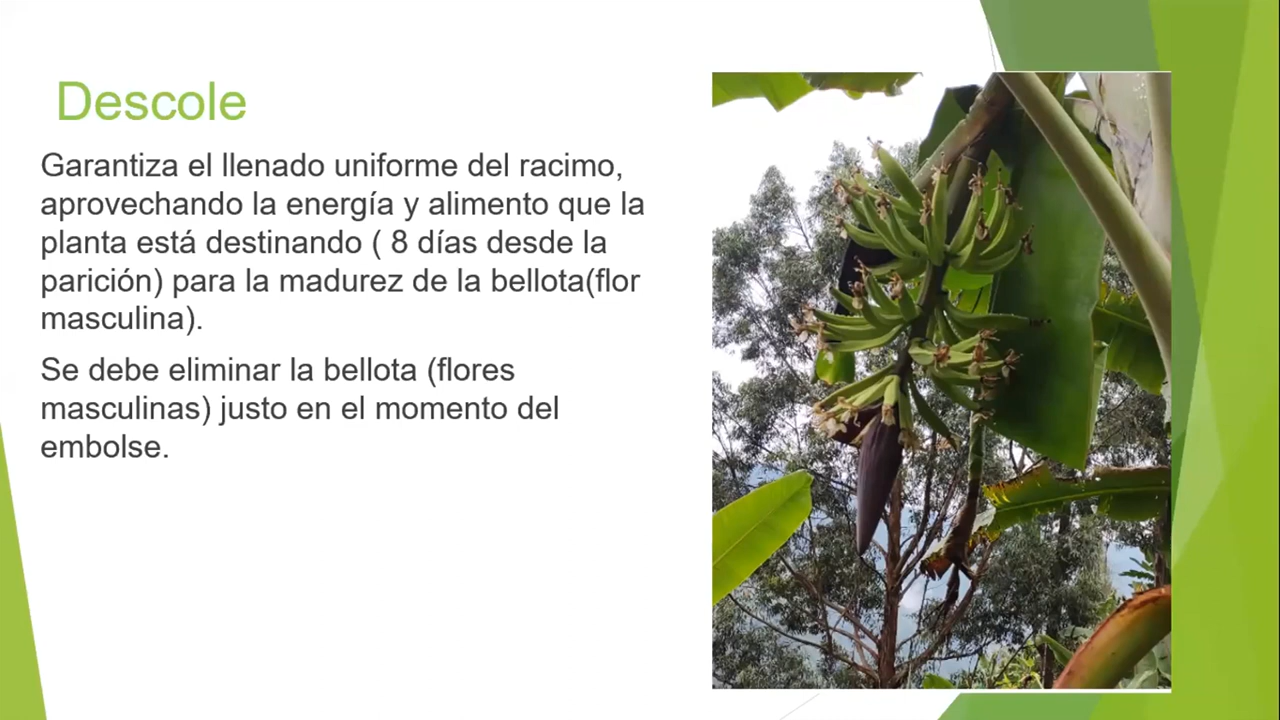 Descole
Garantiza el llenado uniforme del racimo,
aprovechando la energía y alimento que la
planta está destinando ( 8 días desde la
parición) para la madurez de la bellota(flor
masculina).
Se debe eliminar la bellota (flores
masculinas) justo en el momento del
embolse.